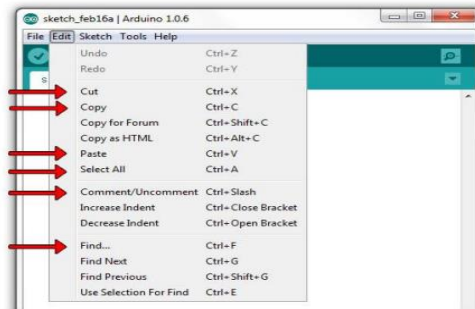 sketch_feb16a | Arduino 1.0.6
File Edit Sketch Tools Help
Undo Ctrl+Z
Redo Ctrl+Y
s
Cut Ctrl+X
Copy Ctrl+C
Copy for Forum Ctrl+Shift+C
Copy as HTML Ctrl+Alt+C
Paste Ctrl+V
Select All Ctrl+A
Comment/Uncomment Ctrl+Slash
Increase Indent Ctrl+Close Bracket
Decrease Indent Ctrl+Open Bracket
Find... Ctrl+F
Find Next Ctrl+G
Find Previous Ctrl+Shift+G
Use Selection For Find Ctrl+E